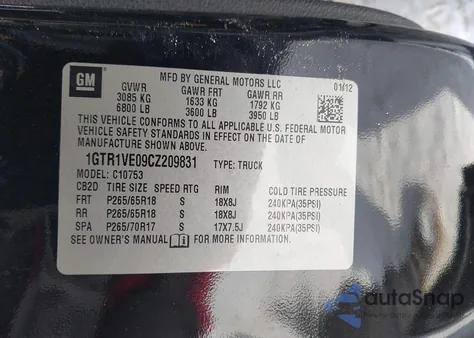 GM
MFD BY GENERAL MOTORS LLC
GVWR GAWR FRT GAWR RR 01/12
3085 KG 1633 KG 1792 KG
6800 LB 3600 LB 3950 LB
THIS VEHICLE CONFORMS TO ALL APPLICABLE U.S. FEDERAL MOTOR
VEHICLE SAFETY STANDARDS IN EFFECT ON THE DATE OF
MANUFACTURE SHOWN ABOVE.
1GTR1VE09CZ209831 TYPE: TRUCK
MODEL: C10753
CB2D TIRE SIZE SPEED RTG RIM COLD TIRE PRESSURE
FRT P265/65R18 S 18X8J 240KPA(35PSI)
RR P265/65R18 S 18X8J 240KPA(35PSI)
SPA P265/70R17 S 17X7.5J 240KPA(35PSI)
SEE OWNER'S MANUAL FOR MORE INFORMATION.
autaSnap